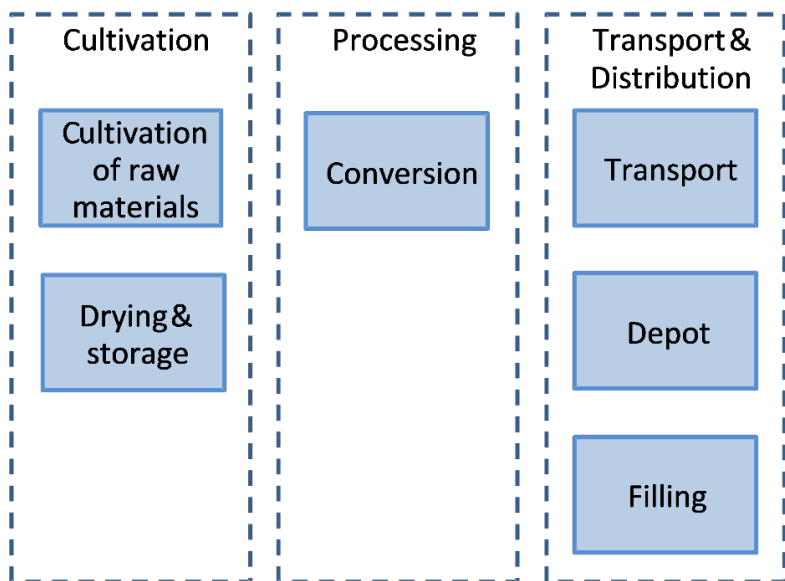 Cultivation
Cultivation
of raw
materials
Drying &
storage
Processing
Conversion
Transport &
Distribution
Transport
Depot
Filling